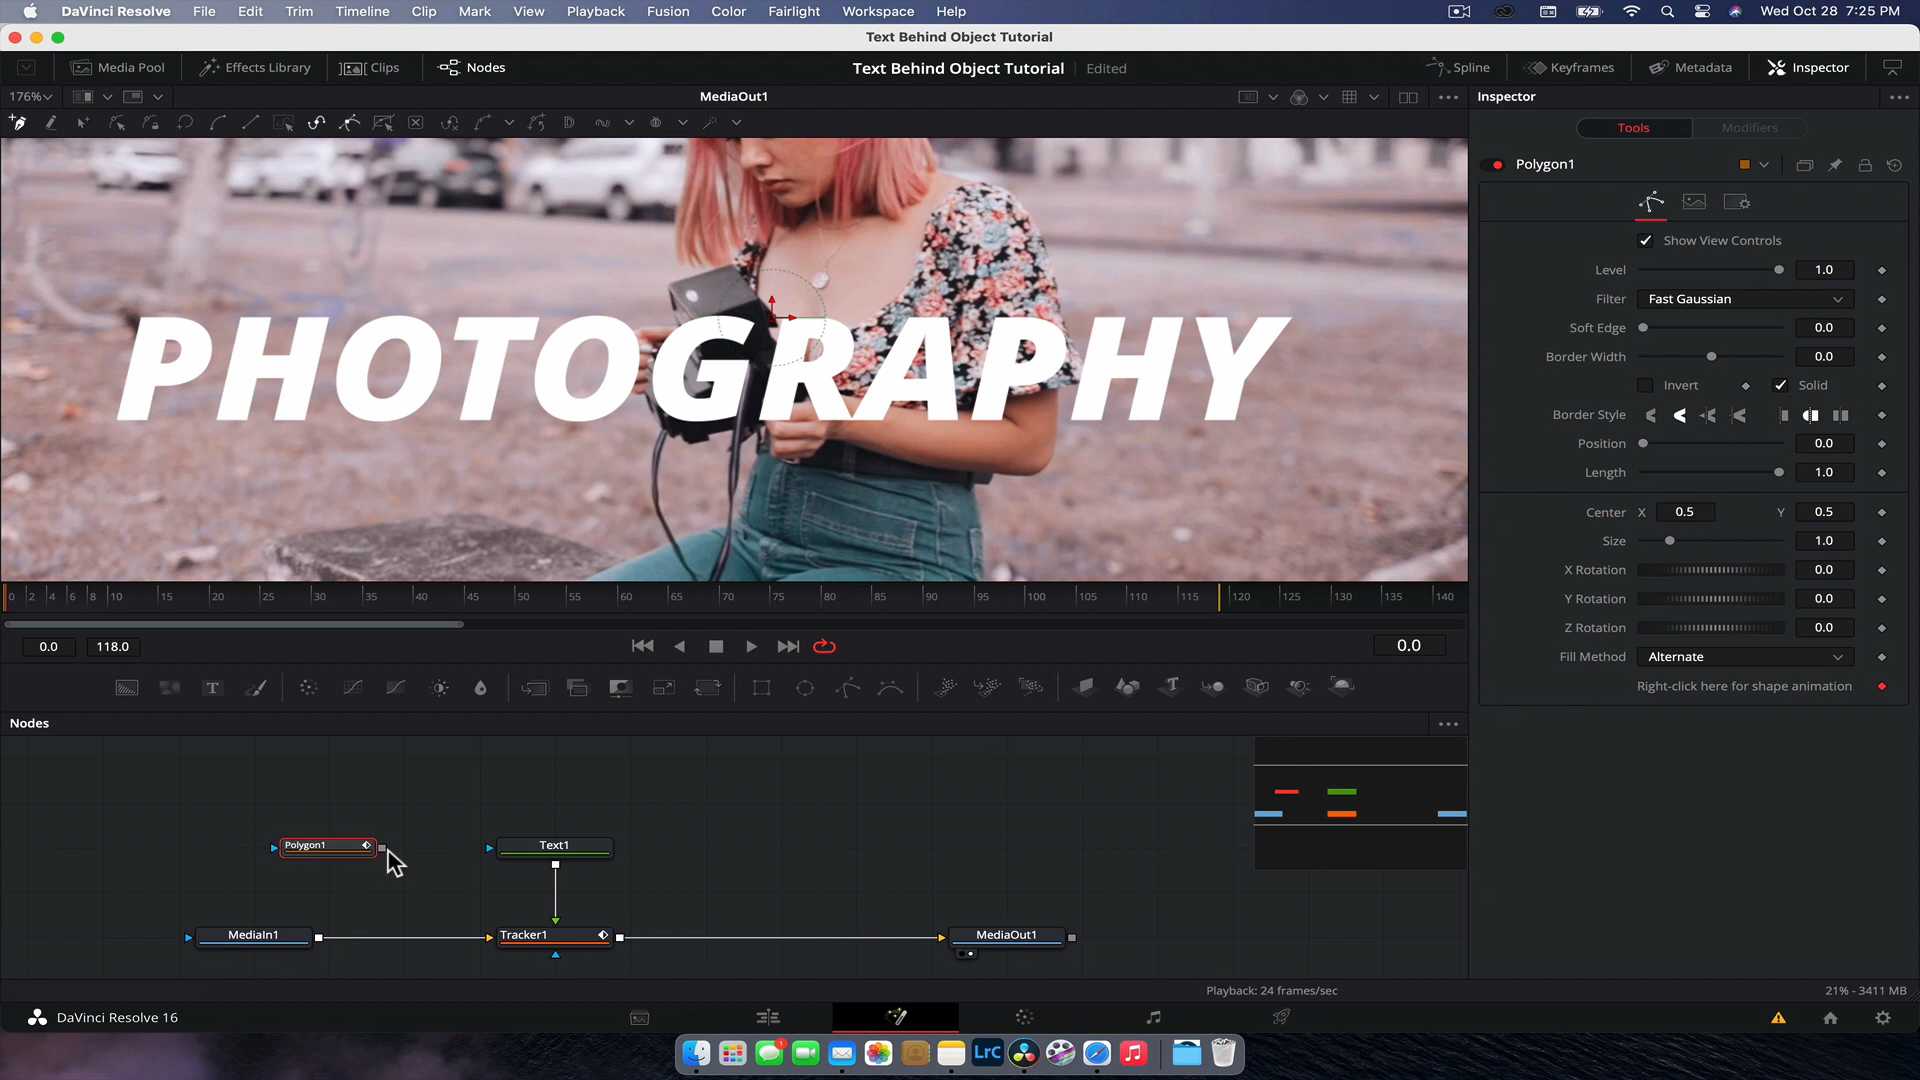 DaVinci Resolve File Edit Trim Timeline Clip Mark View Playback Fusion Color Fairlight Workspace Help Wed Oct 28 7:25 PM
Text Behind Object Tutorial
Media Pool Effects Library Clips Nodes Text Behind Object Tutorial Edited Spline Keyframes Metadata Inspector
176% MediaOut1 Inspector
Tools Modifiers
Polygon1
Show View Controls
Level 1.0
Filter Fast Gaussian
Soft Edge 0.0
Border Width 0.0
Invert Solid
Border Style
Position 0.0
Length 1.0
Center X 0.5 Y 0.5
Size 1.0
X Rotation 0.0
Y Rotation 0.0
Z Rotation 0.0
Fill Method Alternate
Right-click here for shape animation
PHOTOGRAPHY
0 2 4 6 8 10 15 20 25 30 35 40 45 50 55 60 65 70 75 80 85 90 95 100 105 110 115 120 125 130 135 140
0.0 118.0 0.0
T T
Nodes
Polygon1 Text1
MediaIn1 Tracker1 MediaOut1
Playback: 24 frames/sec 21% - 3411 MB
DaVinci Resolve 16
1
LrC